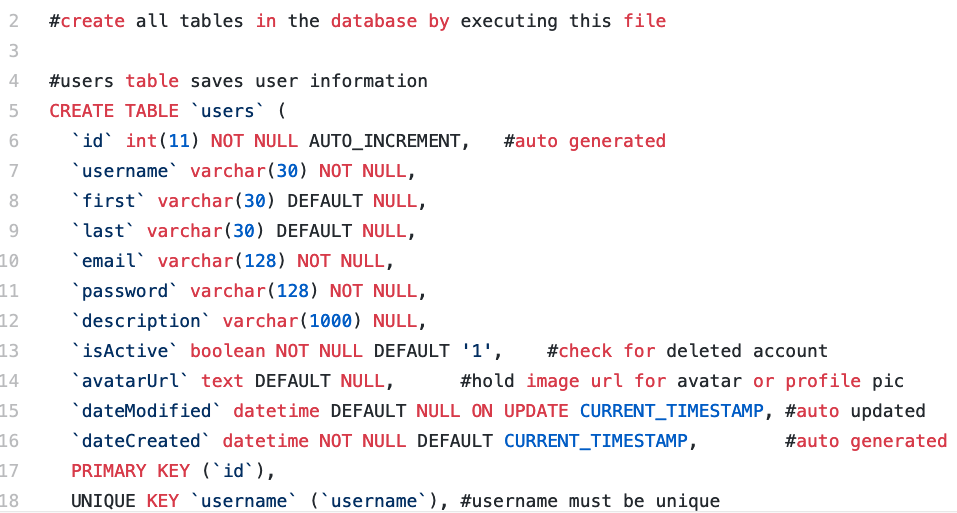 2 #create all tables in the database by executing this file
3
4 #users table saves user information
5 CREATE TABLE `users` (
6 `id` int(11) NOT NULL AUTO_INCREMENT, #auto generated
7 `username` varchar(30) NOT NULL,
8 `first` varchar(30) DEFAULT NULL,
9 `last` varchar(30) DEFAULT NULL,
10 `email` varchar(128) NOT NULL,
11 `password` varchar(128) NOT NULL,
12 `description` varchar(1000) NULL,
13 `isActive` boolean NOT NULL DEFAULT '1', #check for deleted account
14 `avatarUrl` text DEFAULT NULL, #hold image url for avatar or profile pic
15 `dateModified` datetime DEFAULT NULL ON UPDATE CURRENT_TIMESTAMP, #auto updated
16 `dateCreated` datetime NOT NULL DEFAULT CURRENT_TIMESTAMP, #auto generated
17 PRIMARY KEY (`id`),
18 UNIQUE KEY `username` (`username`), #username must be unique